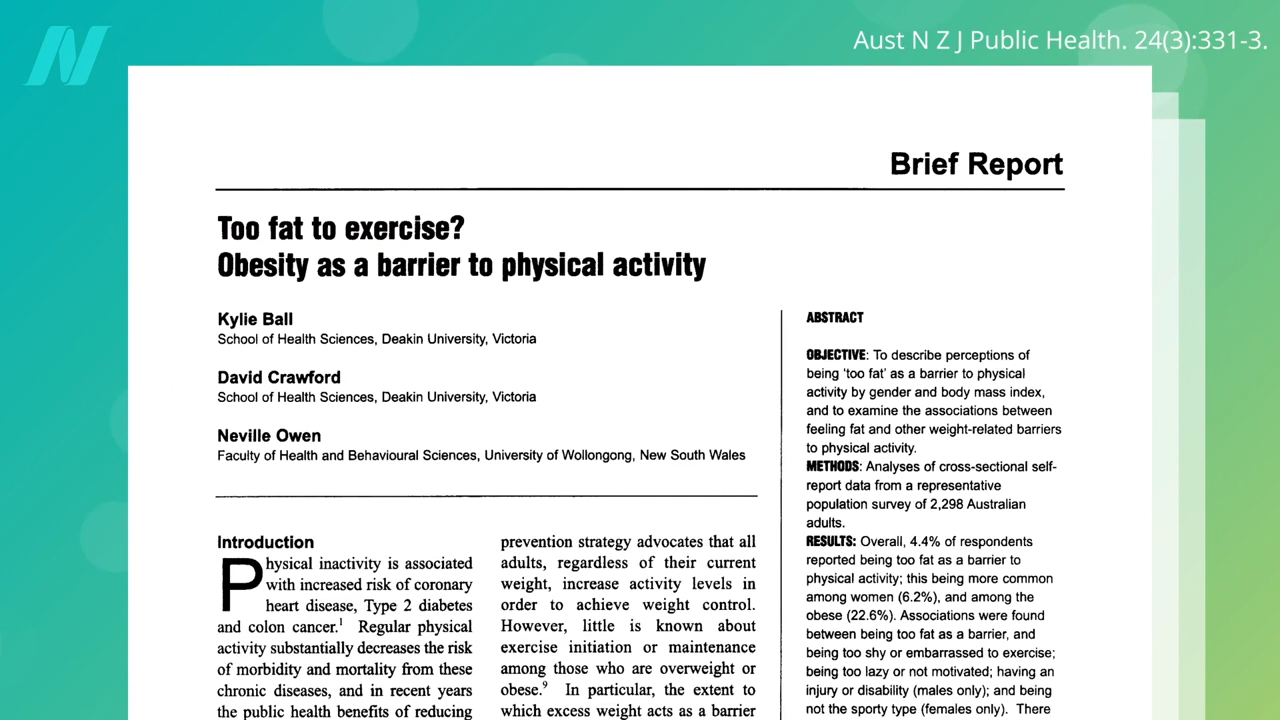 Aust N Z J Public Health. 24(3):331-3.
Brief Report
Too fat to exercise?
Obesity as a barrier to physical activity
Kylie Ball
School of Health Sciences, Deakin University, Victoria
David Crawford
School of Health Sciences, Deakin University, Victoria
Neville Owen
Faculty of Health and Behavioural Sciences, University of Wollongong, New South Wales
Introduction
Physical inactivity is associated
with increased risk of coronary
heart disease, Type 2 diabetes
and colon cancer.1 Regular physical
activity substantially decreases the risk
of morbidity and mortality from these
chronic diseases, and in recent years
the public health benefits of reducing
prevention strategy advocates that all
adults, regardless of their current
weight, increase activity levels in
order to achieve weight control.
However, little is known about
exercise initiation or maintenance
among those who are overweight or
obese.9 In particular, the extent to
which excess weight acts as a barrier
ABSTRACT
OBJECTIVE: To describe perceptions of
being ‘too fat’ as a barrier to physical
activity by gender and body mass index,
and to examine the associations between
feeling fat and other weight-related barriers
to physical activity.
METHODS: Analyses of cross-sectional self-
report data from a representative
population survey of 2,298 Australian
adults.
RESULTS: Overall, 4.4% of respondents
reported being too fat as a barrier to
physical activity; this being more common
among women (6.2%), and among the
obese (22.6%). Associations were found
between being too fat as a barrier, and
being too shy or embarrassed to exercise;
being too lazy or not motivated; having an
injury or disability (males only); and being
not the sporty type (females only). There